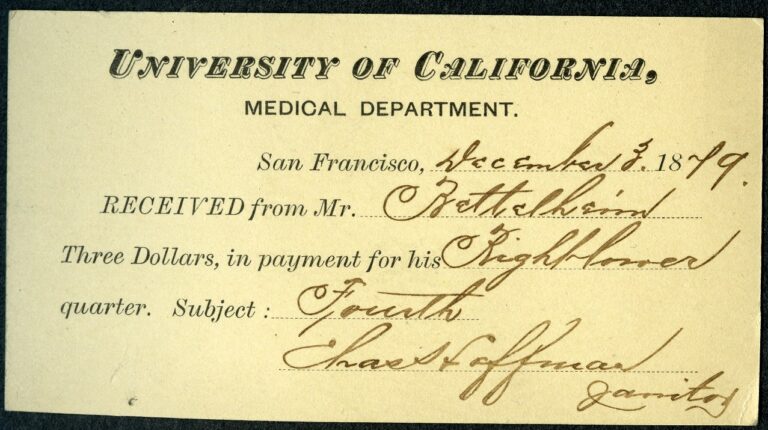 UNIVERSITY OF CALIFORNIA,
MEDICAL DEPARTMENT.
San Francisco, December 3. 1879.
RECEIVED from Mr. Bettelheim
Three Dollars, in payment for his Right lower
quarter. Subject: Fourth
Chas Hoffman
Janitor